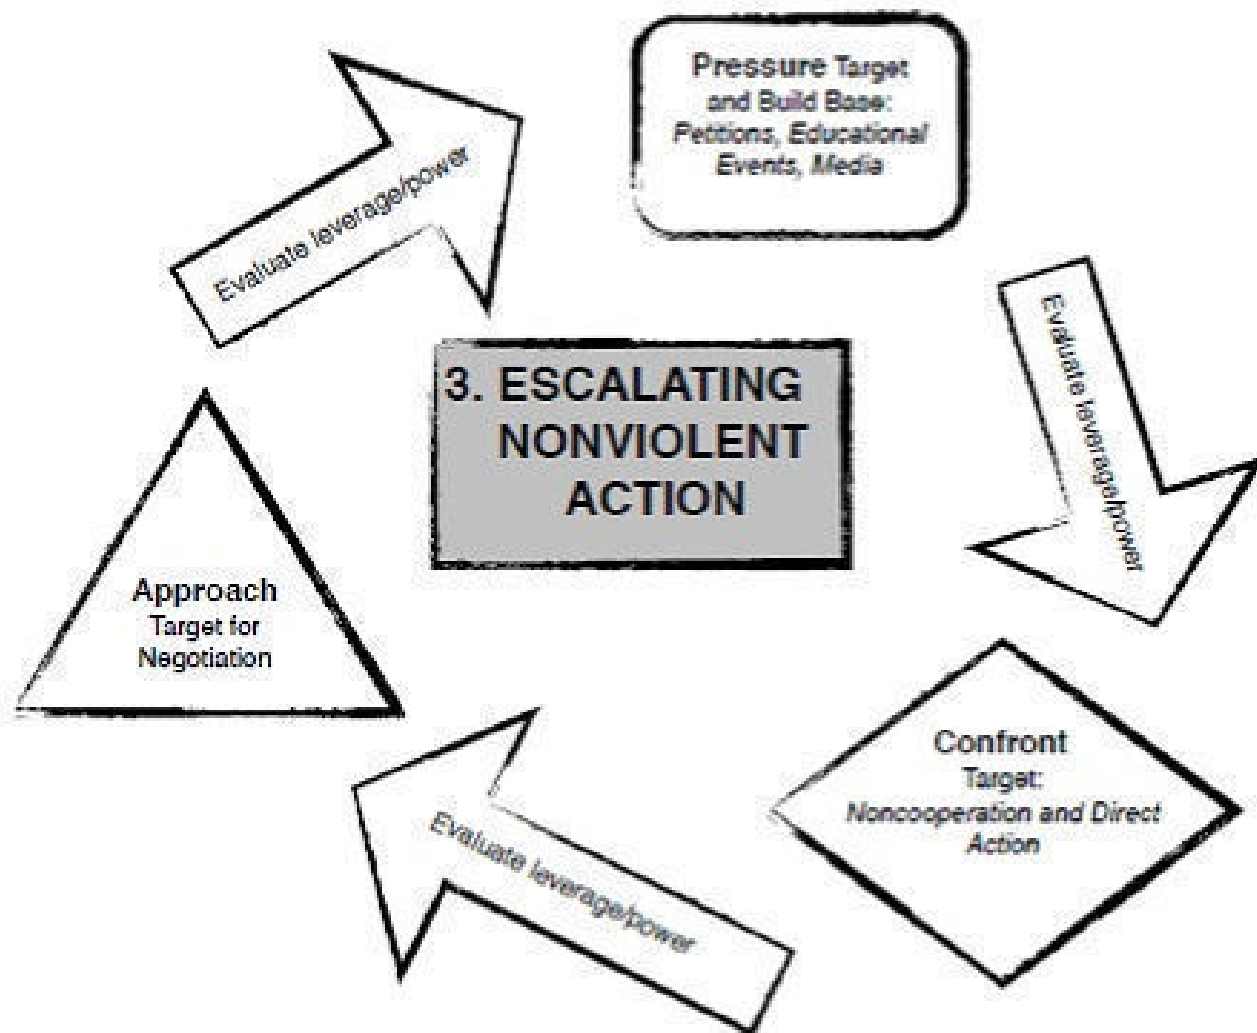 Pressure Target
and Build Base:
Petitions, Educational
Events, Media
Evaluate leverage/power
Evaluate leverage/power
3. ESCALATING
NONVIOLENT
ACTION
Approach
Target for
Negotiation
Confront
Target:
Noncooperation and Direct
Action
Evaluate leverage/power